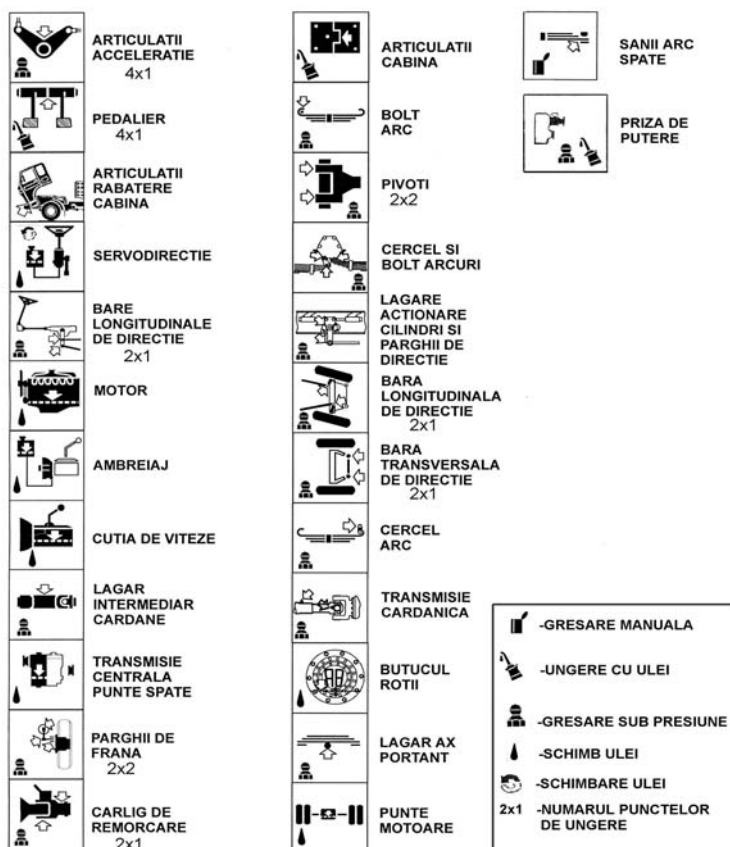 ARTICULATII
ACCELERATIE
4x1
PEDALIER
4x1
ARTICULATII
RABATERE
CABINA
SERVODIRECTIE
BARE
LONGITUDINALE
DE DIRECTIE
2x1
MOTOR
AMBREIAJ
CUTIA DE VITEZE
LAGAR
INTERMEDIAR
CARDANE
TRANSMISIE
CENTRALA
PUNTE SPATE
PARGHII DE
FRANA
2x2
CARLIG DE
REMORCARE
2x1
ARTICULATII
CABINA
BOLT
ARC
PIVOTI
2x2
CERCEL SI
BOLT ARCURI
LAGARE
ACTIONARE
CILINDRI SI
PARGHII DE
DIRECTIE
BARA
LONGITUDINALA
DE DIRECTIE
2x1
BARA
TRANSVERSALA
DE DIRECTIE
2x1
CERCEL
ARC
TRANSMISIE
CARDANICA
BUTUCUL
ROTII
LAGAR AX
PORTANT
PUNTE
MOTOARE
SANII ARC
SPATE
PRIZA DE
PUTERE
-GRESARE MANUALA
-UNGERE CU ULEI
-GRESARE SUB PRESIUNE
-SCHIMB ULEI
-SCHIMBARE ULEI
2x1 -NUMARUL PUNCTELOR
DE UNGERE